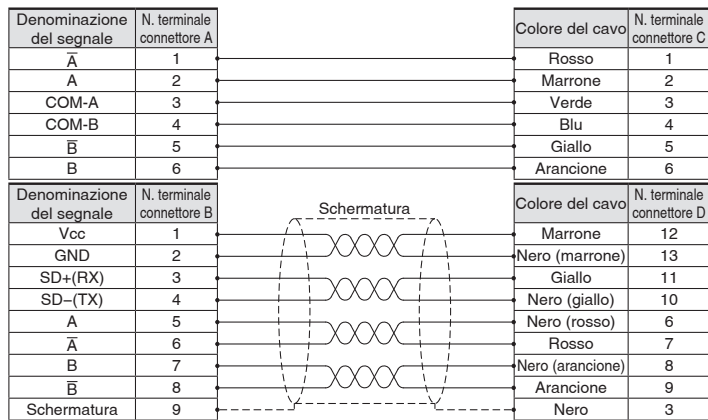 Denominazione del segnale N. terminale connettore A Colore del cavo N. terminale connettore C
A̅ 1 Rosso 1
A 2 Marrone 2
COM-A 3 Verde 3
COM-B 4 Blu 4
B̅ 5 Giallo 5
B 6 Arancione 6
Denominazione del segnale N. terminale connettore B Schermatura Colore del cavo N. terminale connettore D
Vcc 1 Marrone 12
GND 2 Nero (marrone) 13
SD+(RX) 3 Giallo 11
SD−(TX) 4 Nero (giallo) 10
A 5 Nero (rosso) 6
A̅ 6 Rosso 7
B 7 Nero (arancione) 8
B̅ 8 Arancione 9
Schermatura 9 Nero 3